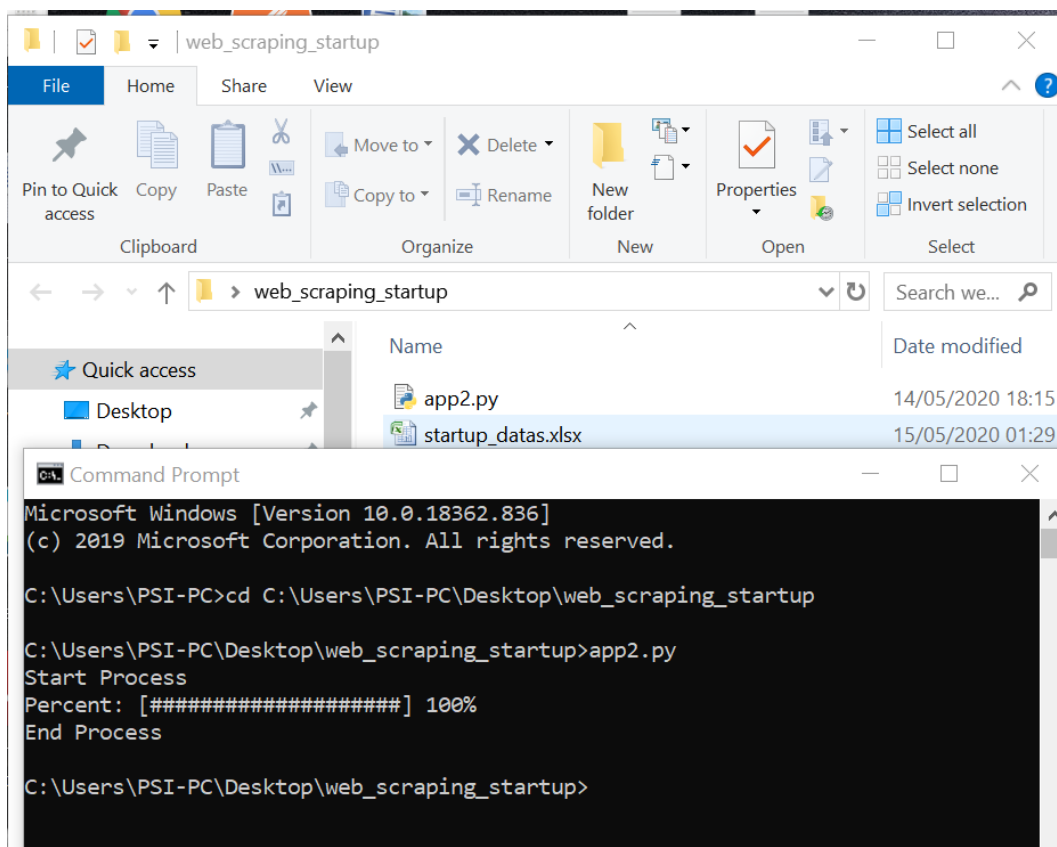 web_scraping_startup
File Home Share View
Move to Delete Select all
Select none
Copy to Rename
Pin to Quick access Copy Paste New folder Properties Invert selection
Clipboard Organize New Open Select
web_scraping_startup Search we...
Name Date modified
Quick access
app2.py 14/05/2020 18:15
Desktop
startup_datas.xlsx 15/05/2020 01:29
Command Prompt
Microsoft Windows [Version 10.0.18362.836]
(c) 2019 Microsoft Corporation. All rights reserved.
C:\Users\PSI-PC>cd C:\Users\PSI-PC\Desktop\web_scraping_startup
C:\Users\PSI-PC\Desktop\web_scraping_startup>app2.py
Start Process
Percent: [####################] 100%
End Process
C:\Users\PSI-PC\Desktop\web_scraping_startup>